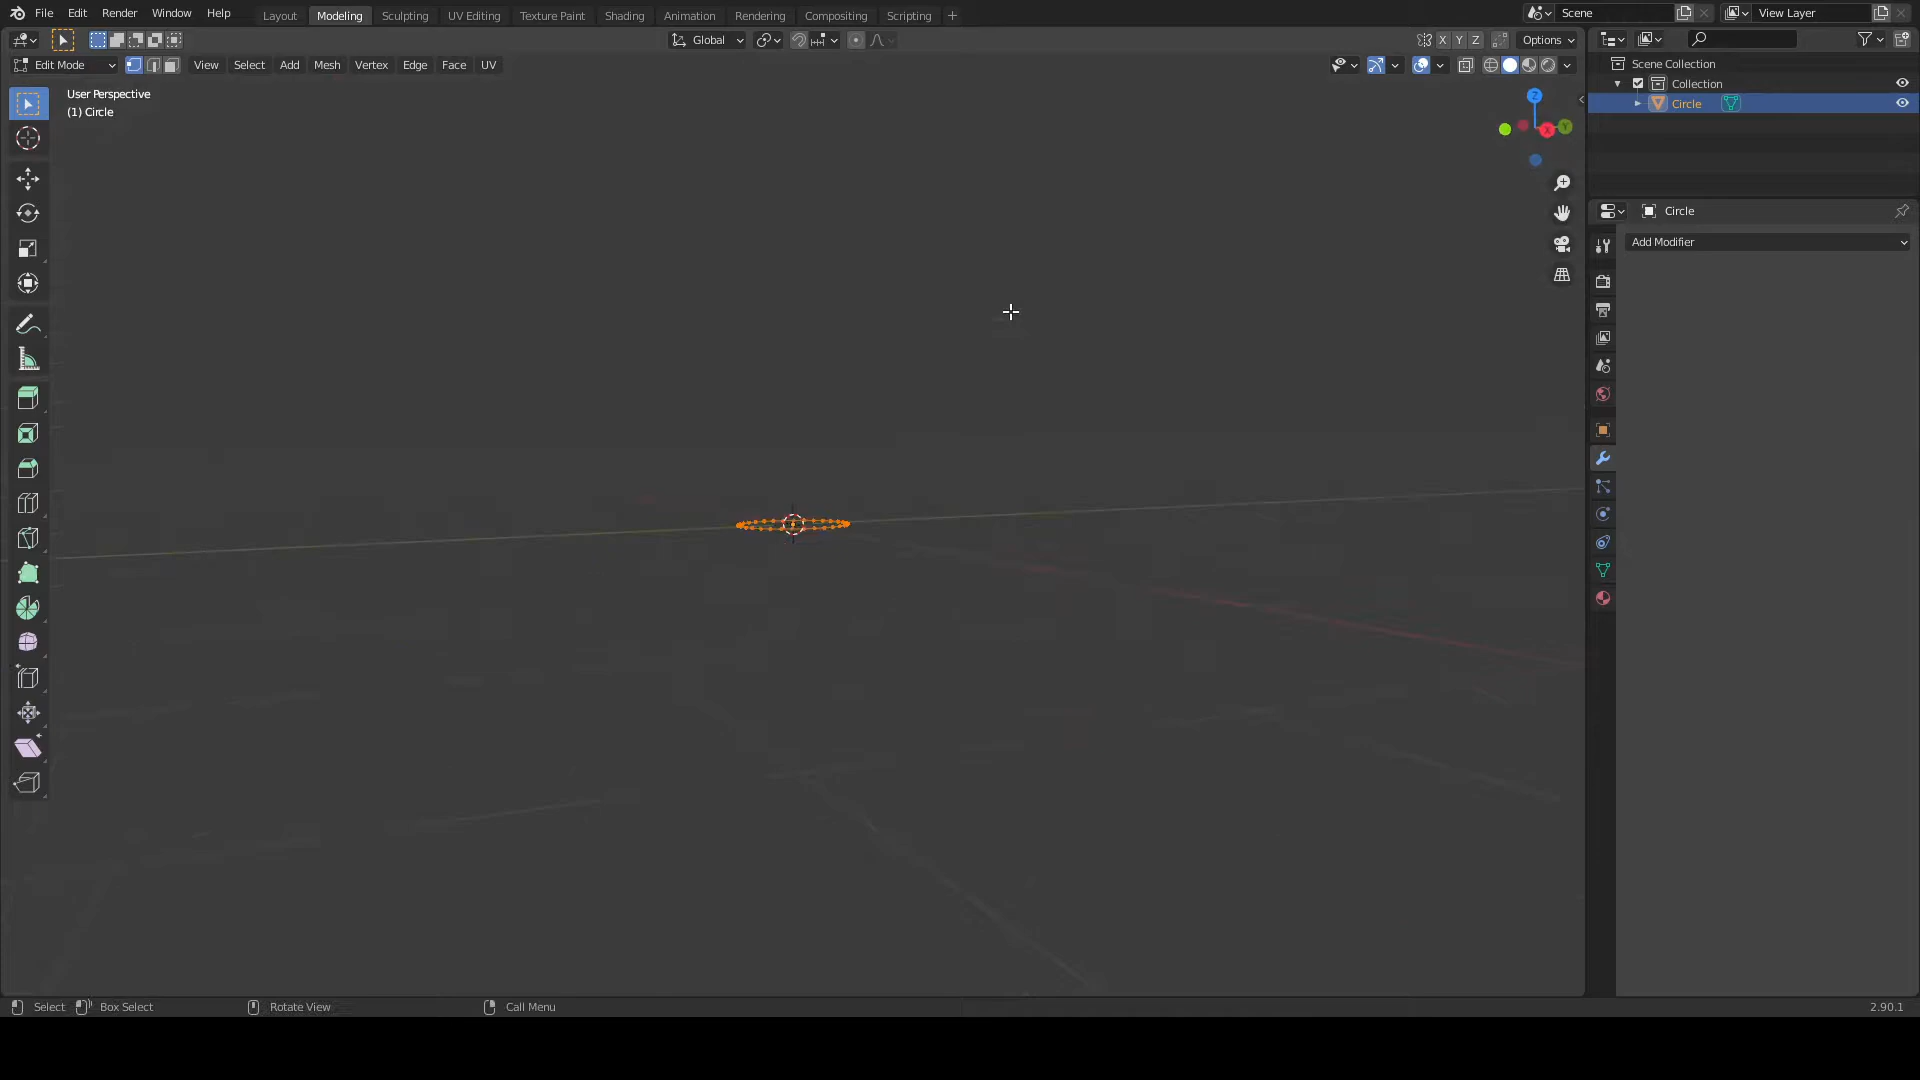 File Edit Render Window Help Layout Modeling Sculpting UV Editing Texture Paint Shading Animation Rendering Compositing Scripting + Scene View Layer
Global X Y Z Options
Edit Mode View Select Add Mesh Vertex Edge Face UV
Scene Collection
Collection
Circle
User Perspective
(1) Circle
Z
X Y
Circle
Add Modifier
Select Box Select Rotate View Call Menu 2.90.1